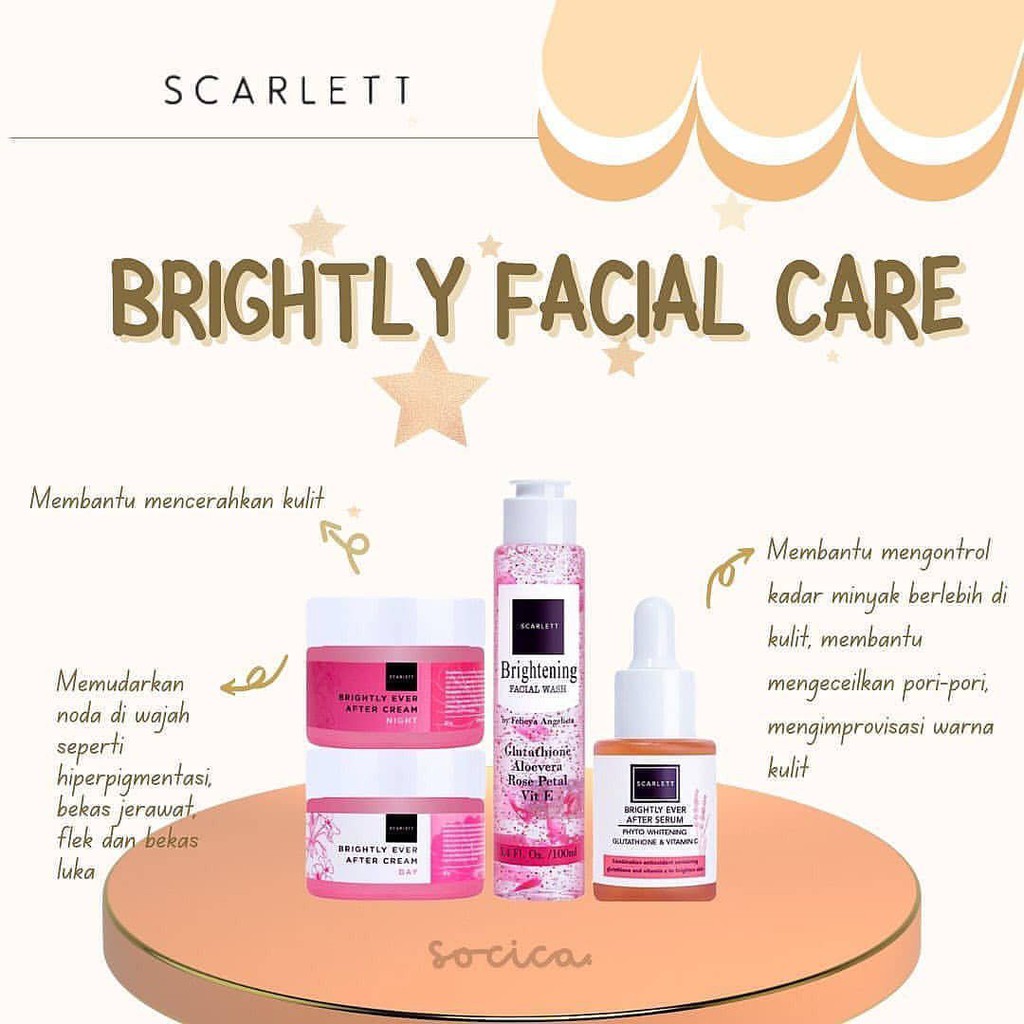 SCARLETT
BRIGHTLY FACIAL CARE
Membantu mencerahkan kulit
Memudarkan
noda di wajah
seperti
hiperpigmentasi,
bekas jerawat,
flek dan bekas
luka
Membantu mengontrol
kadar minyak berlebih di
kulit, membantu
mengeceilkan pori-pori,
mengimprovisasi warna
kulit
SCARLETT
BRIGHTLY EVER
AFTER CREAM
NIGHT
SCARLETT
BRIGHTLY EVER
AFTER CREAM
DAY
SCARLETT
Brightening
FACIAL WASH
by Felicya Angelista
Glutathione
Aloevera
Rose Petal
Vit E
3.4 Fl. Oz. /100ml
SCARLETT
BRIGHTLY EVER
AFTER SERUM
PHYTO WHITENING
GLUTATHIONE & VITAMIN C
socica.